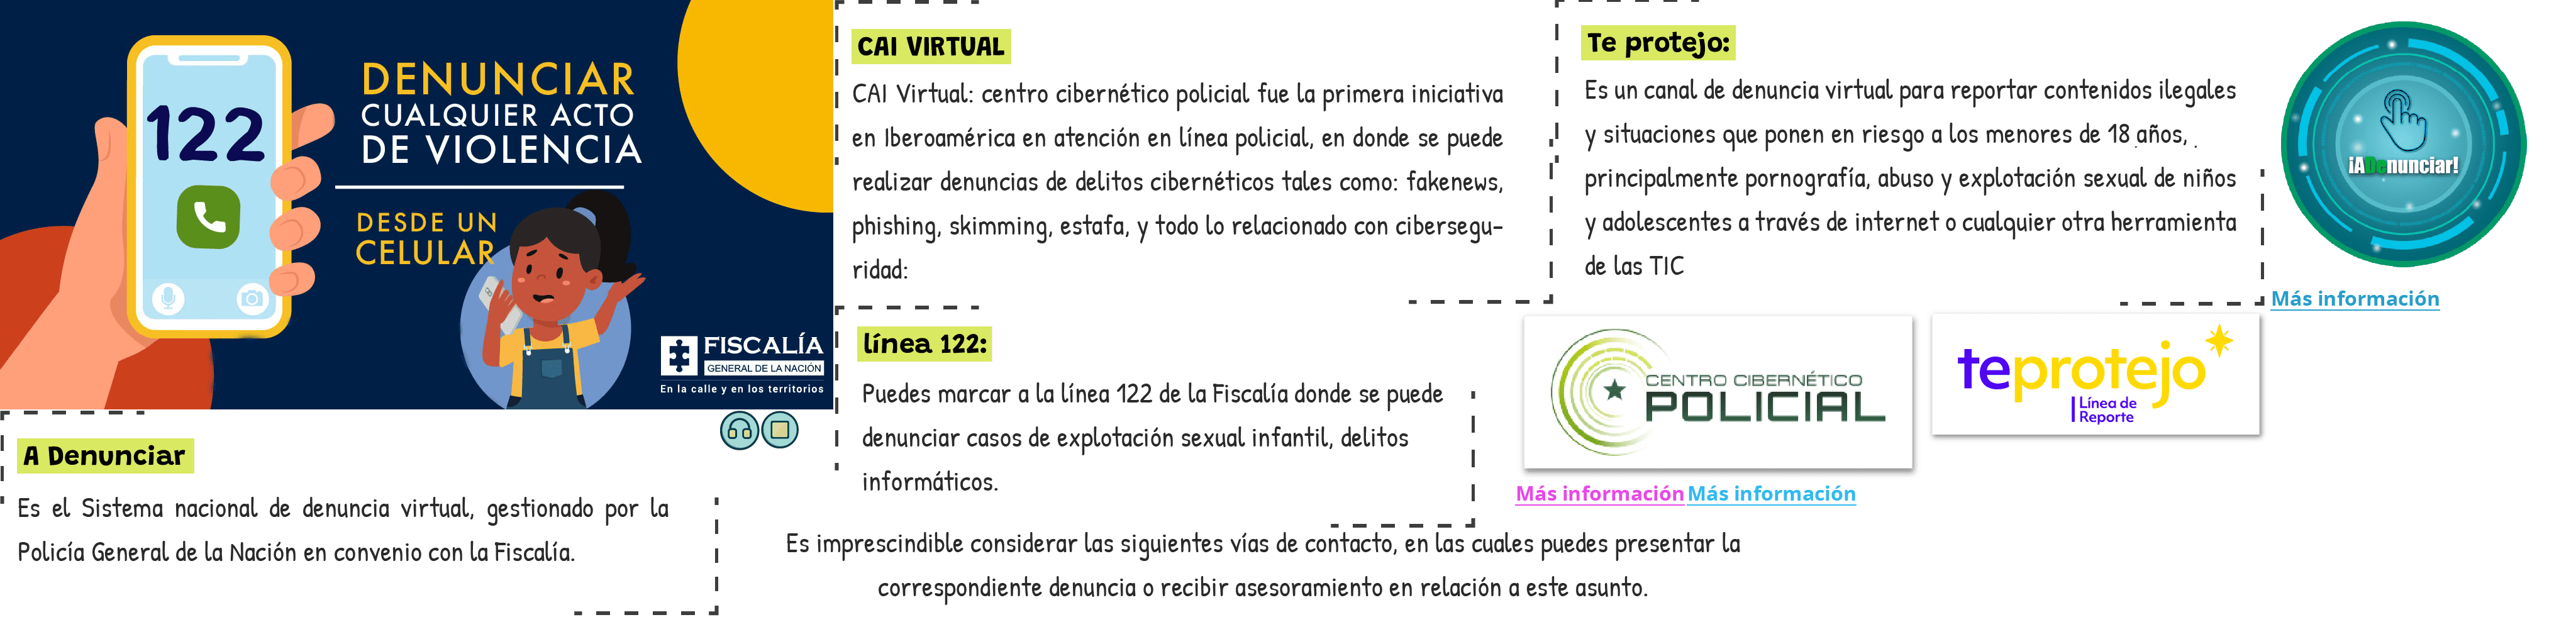 122
DENUNCIAR
CUALQUIER ACTO
DE VIOLENCIA
DESDE UN
CELULAR
FISCALÍA
GENERAL DE LA NACIÓN
En la calle y en los territorios
A Denunciar
Es el Sistema nacional de denuncia virtual, gestionado por la
Policía General de la Nación en convenio con la Fiscalía.
CAI VIRTUAL
CAI Virtual: centro cibernético policial fue la primera iniciativa
en Iberoamérica en atención en línea policial, en donde se puede
realizar denuncias de delitos cibernéticos tales como: fakenews,
phishing, skimming, estafa, y todo lo relacionado con cibersegu-
ridad:
línea 122:
Puedes marcar a la línea 122 de la Fiscalía donde se puede
denunciar casos de explotación sexual infantil, delitos
informáticos.
Te protejo:
Es un canal de denuncia virtual para reportar contenidos ilegales
y situaciones que ponen en riesgo a los menores de 18 años,
principalmente pornografía, abuso y explotación sexual de niños
y adolescentes a través de internet o cualquier otra herramienta
de las TIC
¡ADenunciar!
Más información
CENTRO CIBERNÉTICO
POLICIAL
teprotejo
Línea de
Reporte
Más información Más información
Es imprescindible considerar las siguientes vías de contacto, en las cuales puedes presentar la
correspondiente denuncia o recibir asesoramiento en relación a este asunto.